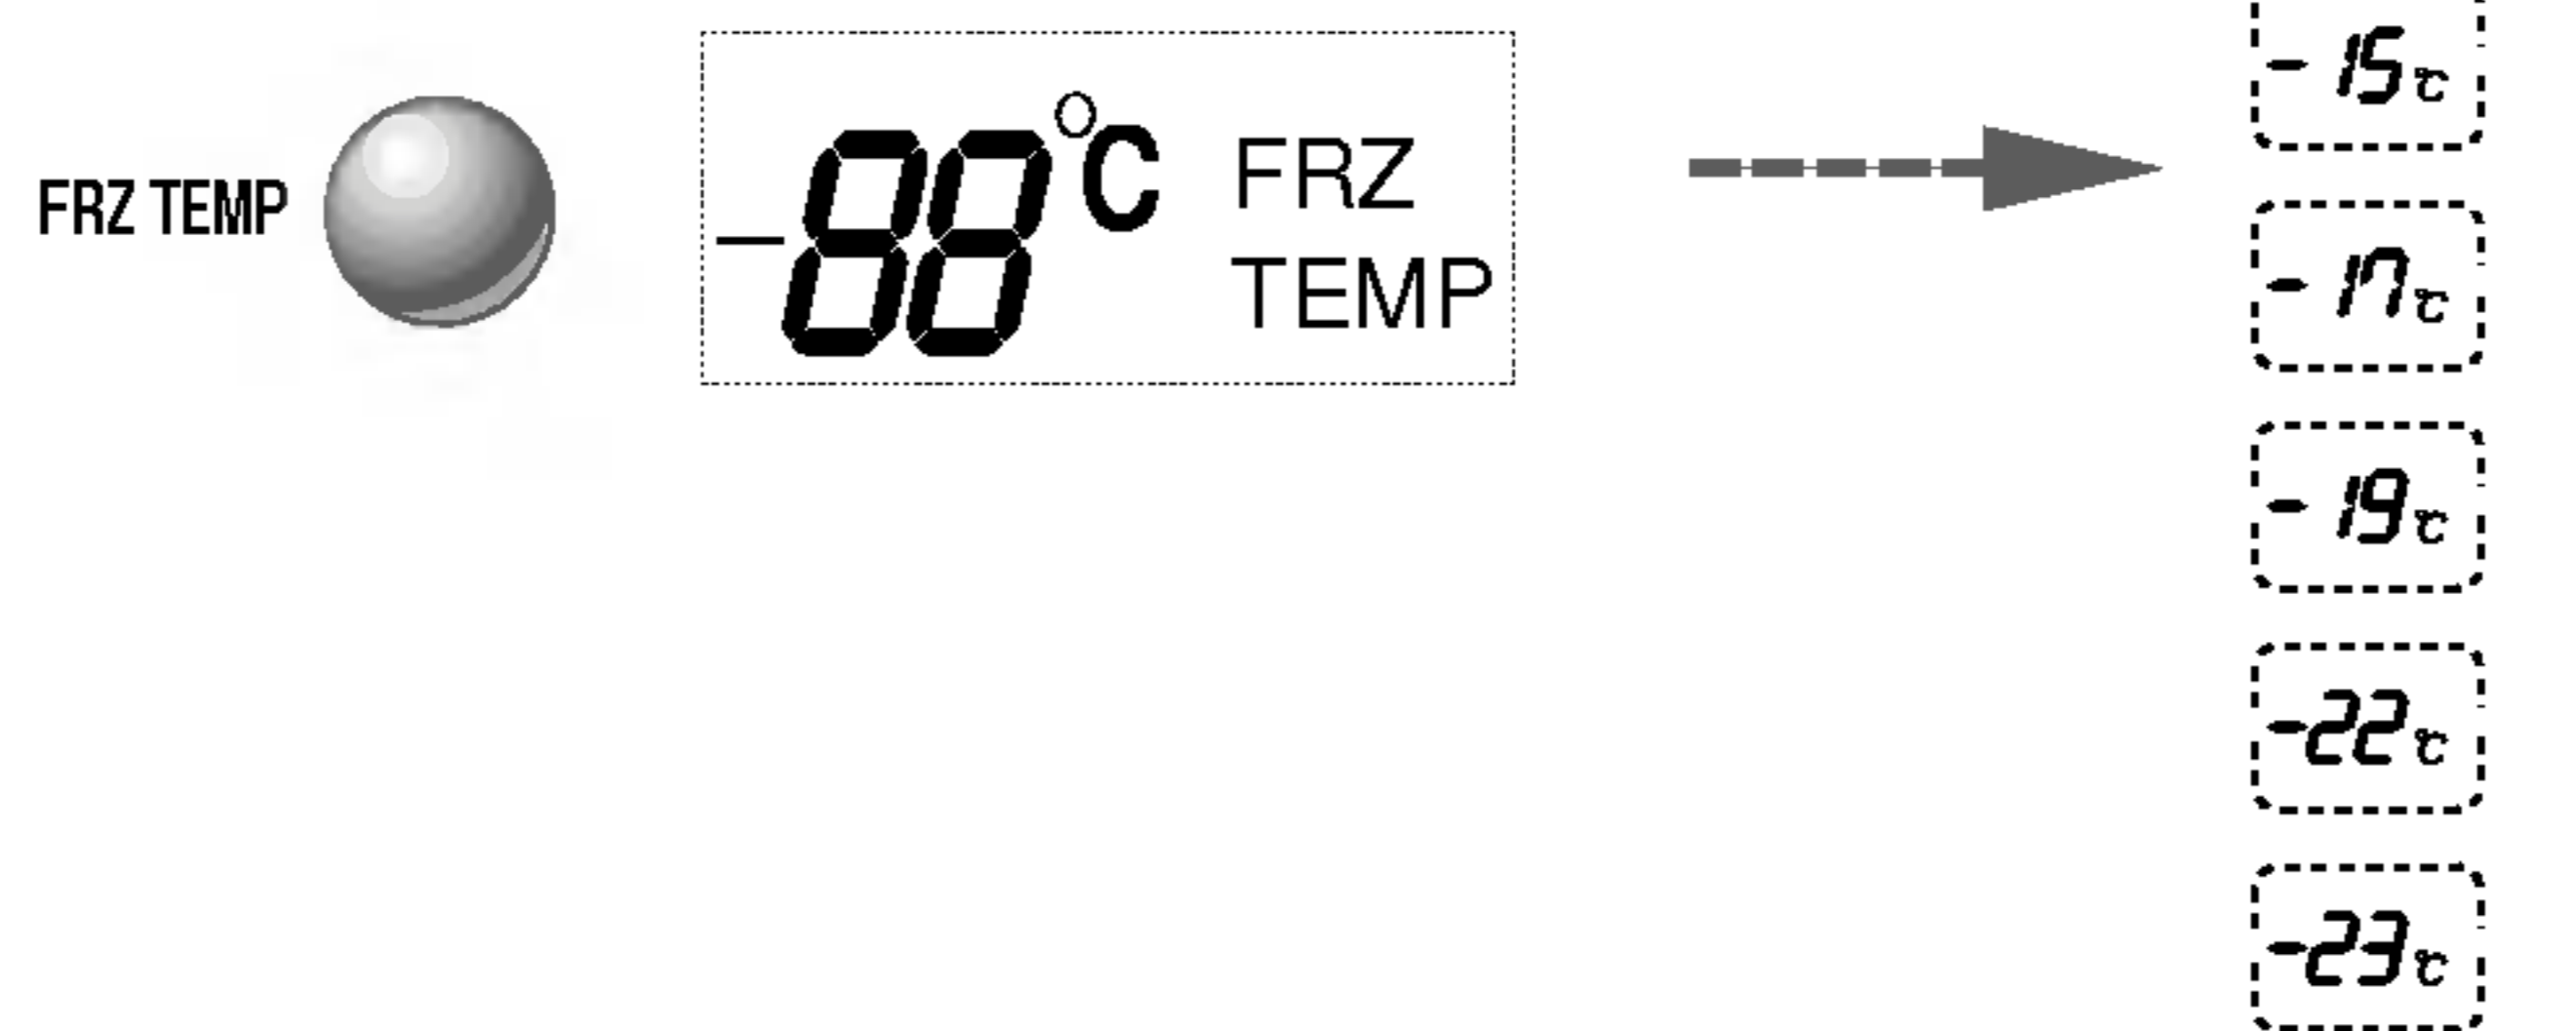 FRZ TEMP
-88°C FRZ
TEMP
- 15℃
- 17℃
- 19℃
-22℃
-23℃